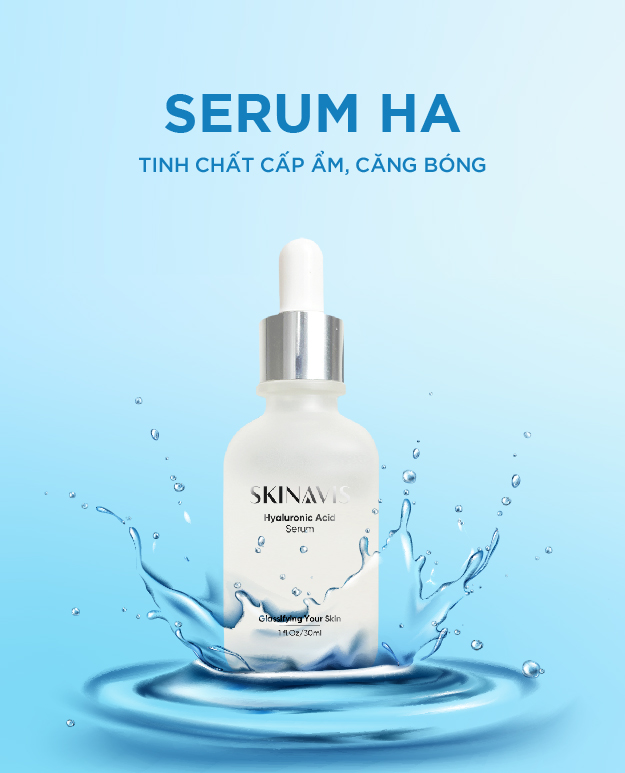 SERUM HA
TINH CHẤT CẤP ẨM, CĂNG BÓNG
SKINAVIS
Hyaluronic Acid
Serum
Glassifying Your Skin
1 fl.Oz/30ml